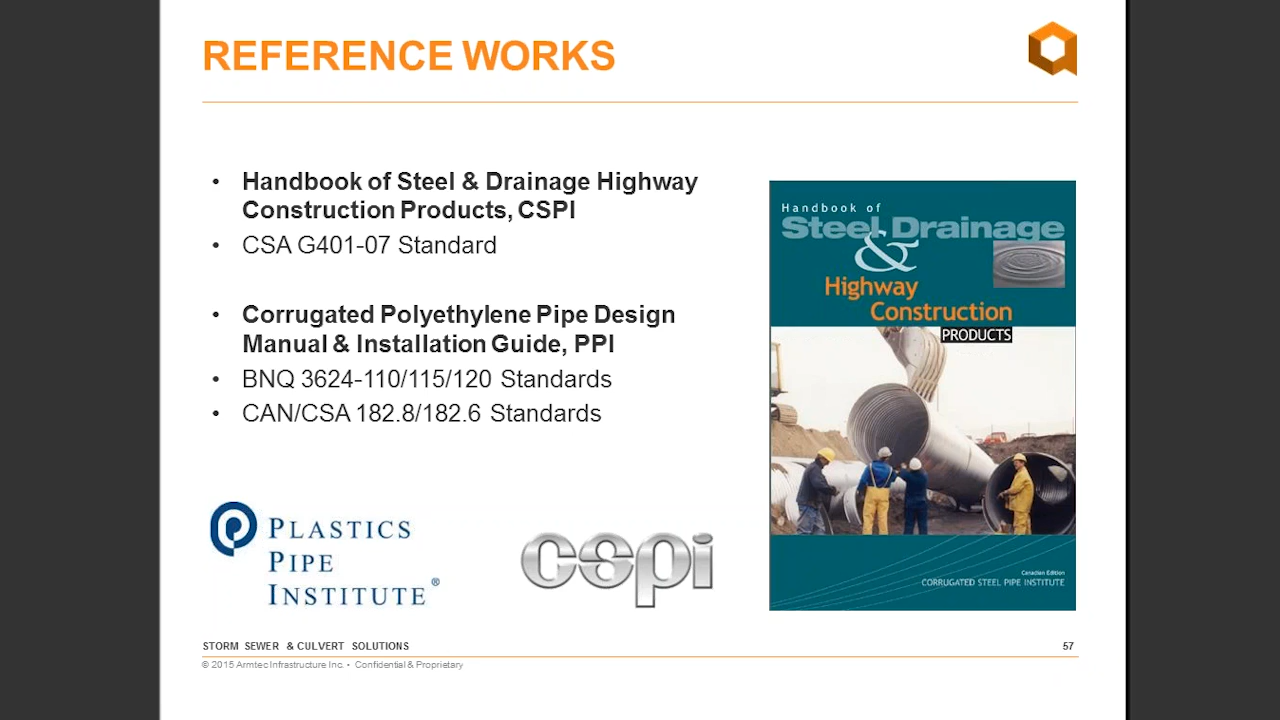 REFERENCE WORKS
• Handbook of Steel & Drainage Highway
Construction Products, CSPI
• CSA G401-07 Standard
• Corrugated Polyethylene Pipe Design
Manual & Installation Guide, PPI
• BNQ 3624-110/115/120 Standards
• CAN/CSA 182.8/182.6 Standards
PLASTICS
PIPE
INSTITUTE®
cspi
Handbook of
Steel Drainage
&
Highway
Construction
PRODUCTS
Canadian Edition
CORRUGATED STEEL PIPE INSTITUTE
STORM SEWER & CULVERT SOLUTIONS
57
© 2015 Armtec Infrastructure Inc. • Confidential & Proprietary